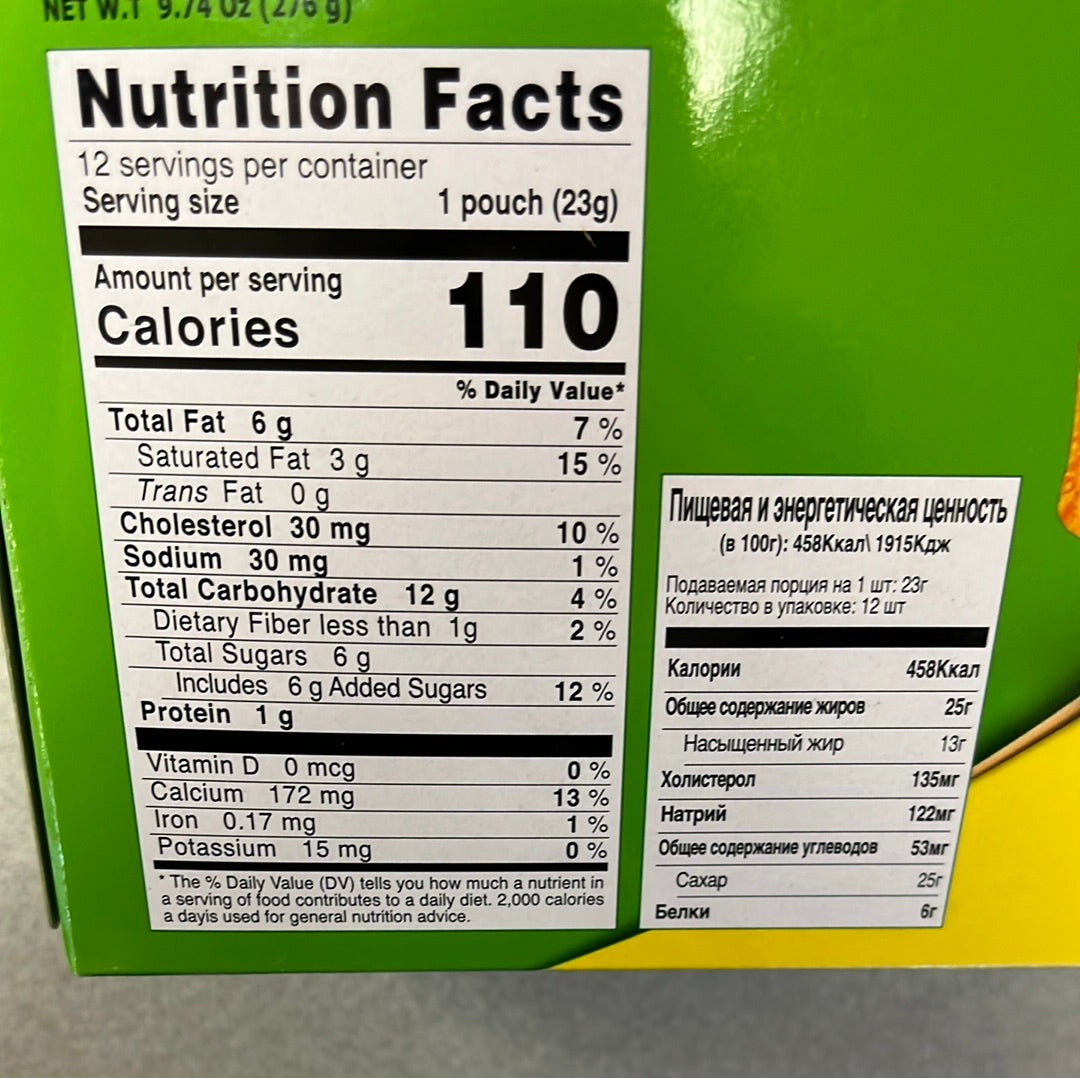 NET W.T 9.74 Oz (276 g)
Nutrition Facts
12 servings per container
Serving size 1 pouch (23g)
Amount per serving
Calories 110
% Daily Value*
Total Fat 6 g 7 %
Saturated Fat 3 g 15 %
Trans Fat 0 g
Cholesterol 30 mg 10 %
Sodium 30 mg 1 %
Total Carbohydrate 12 g 4 %
Dietary Fiber less than 1g 2 %
Total Sugars 6 g
Includes 6 g Added Sugars 12 %
Protein 1 g
Vitamin D 0 mcg 0 %
Calcium 172 mg 13 %
Iron 0.17 mg 1 %
Potassium 15 mg 0 %
* The % Daily Value (DV) tells you how much a nutrient in
a serving of food contributes to a daily diet. 2,000 calories
a dayis used for general nutrition advice.
Пищевая и энергетическая ценность
(в 100г): 458Ккал\ 1915Кдж
Подаваемая порция на 1 шт: 23г
Количество в упаковке: 12 шт
Калории 458Ккал
Общее содержание жиров 25г
Насыщенный жир 13г
Холистерол 135мг
Натрий 122мг
Общее содержание углеводов 53мг
Сахар 25г
Белки 6г